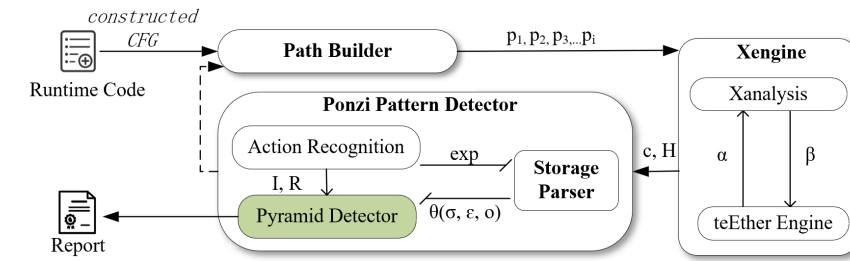 constructed
CFG
Path Builder
p1, p2, p3,...pi
Xengine
Runtime Code
Xanalysis
Ponzi Pattern Detector
Action Recognition
exp
Storage
Parser
c, H
α
β
I, R
Pyramid Detector
θ(σ, ε, o)
teEther Engine
Report